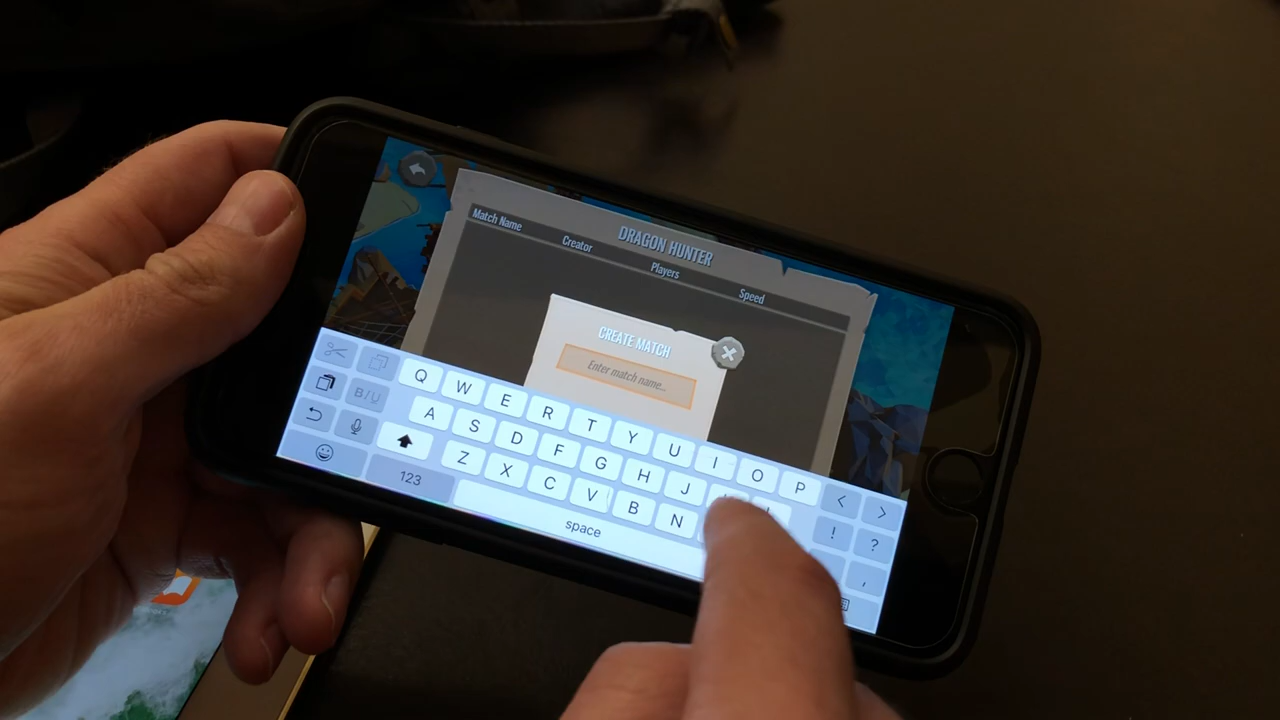 DRAGON HUNTER
Match Name Creator Players Speed
CREATE MATCH
Enter match name...
Q W E R T Y U I O P < >
A S D F G H J ! ?
Z X C V B N ,
B I U
123 space